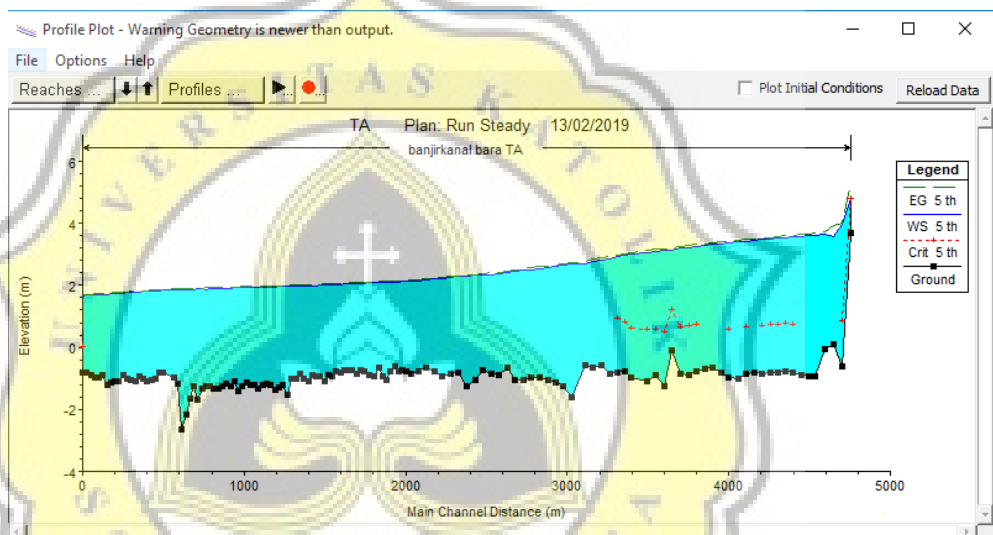 Profile Plot - Warning Geometry is newer than output.
File Options Help
Reaches ... Profiles ... ... ... Plot Initial Conditions Reload Data
TA Plan: Run Steady 13/02/2019
banjirkanal bara TA
Legend
EG 5 th
WS 5 th
Crit 5 th
Ground
6
4
2
0
-2
-4
Elevation (m)
0 1000 2000 3000 4000 5000
Main Channel Distance (m)
UNIVERSITAS KATOLIK